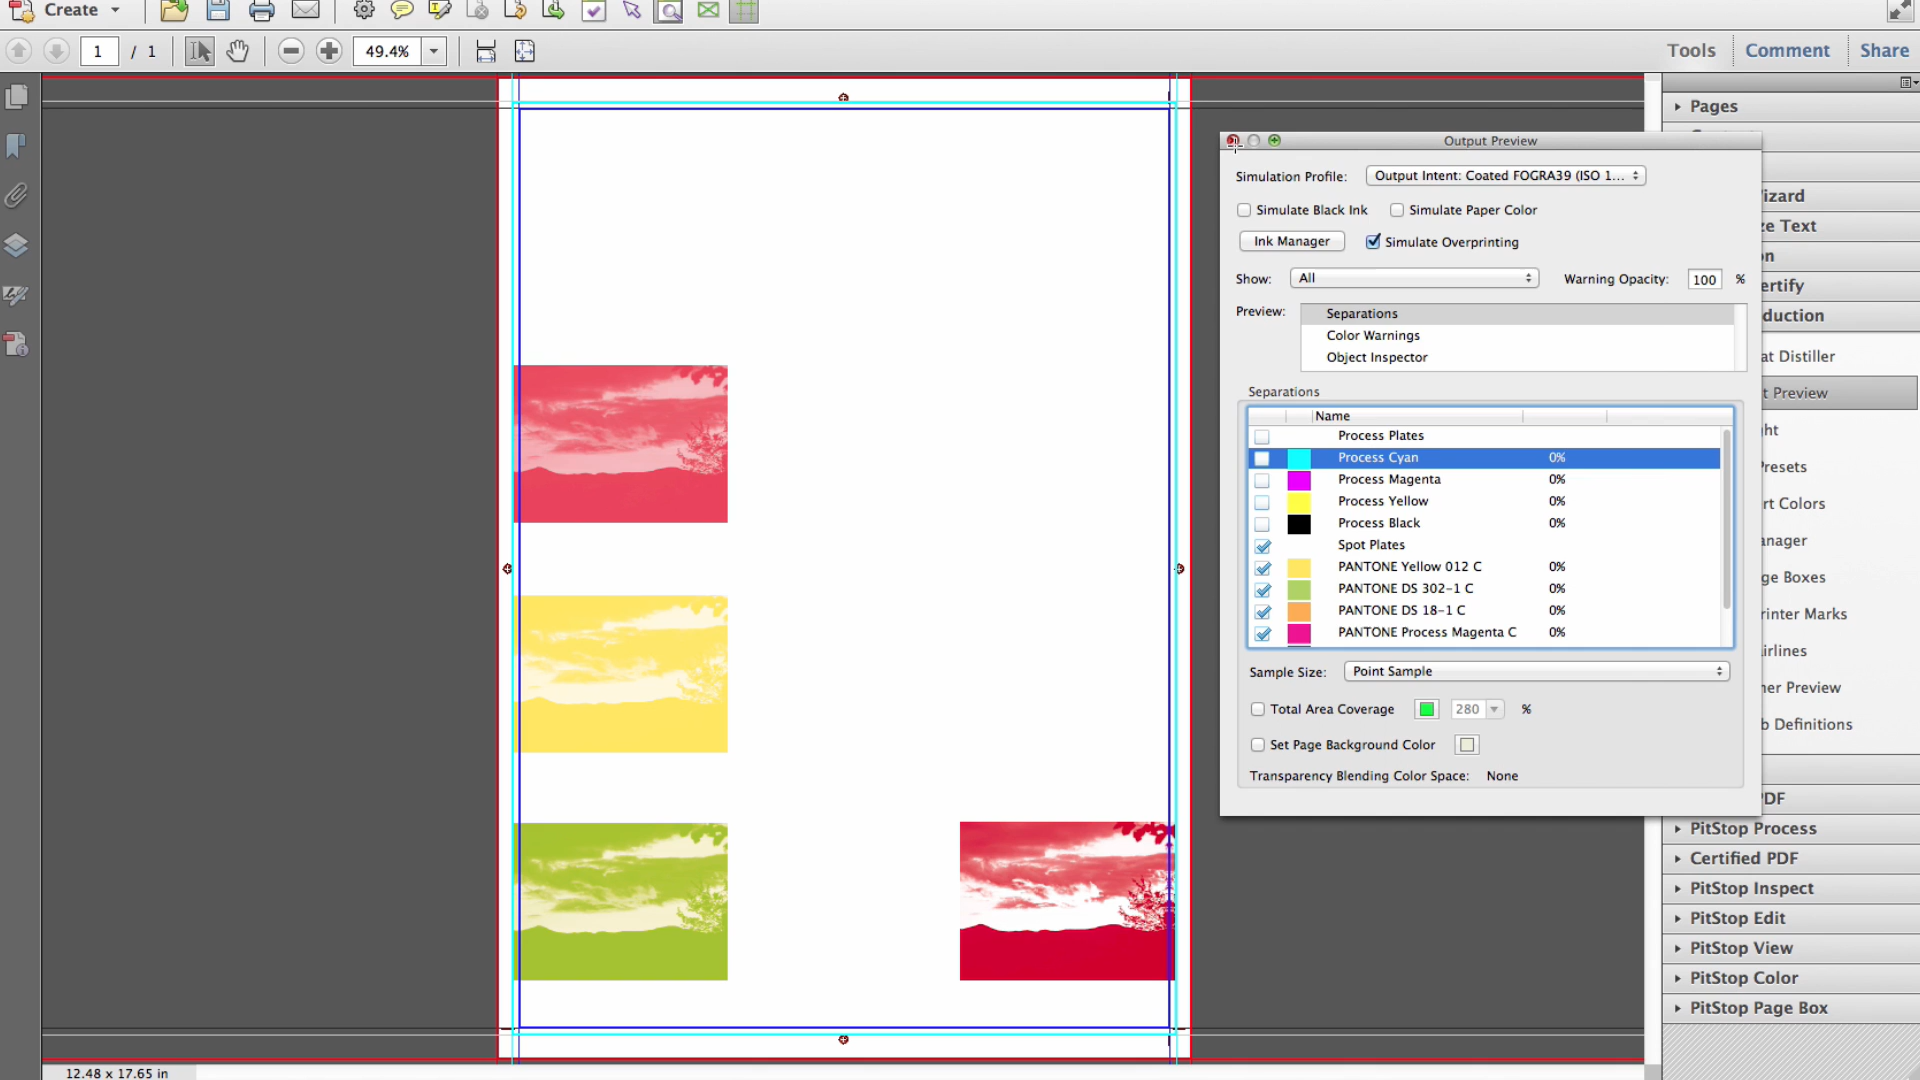 Create
1 / 1
49.4%
Tools
Comment
Share
Pages
Output Preview
Simulation Profile:
Output Intent: Coated FOGRA39 (ISO 1...
Simulate Black Ink
Simulate Paper Color
Ink Manager
Simulate Overprinting
Show:
All
Warning Opacity:
100
%
Preview:
Separations
Color Warnings
Object Inspector
Separations
Name
Process Plates
Process Cyan 0%
Process Magenta 0%
Process Yellow 0%
Process Black 0%
Spot Plates
PANTONE Yellow 012 C 0%
PANTONE DS 302-1 C 0%
PANTONE DS 18-1 C 0%
PANTONE Process Magenta C 0%
Sample Size:
Point Sample
Total Area Coverage
280
%
Set Page Background Color
Transparency Blending Color Space: None
izard
ze Text
on
ertify
duction
at Distiller
t Preview
ght
Presets
rt Colors
anager
ge Boxes
rinter Marks
airlines
ner Preview
b Definitions
PDF
PitStop Process
Certified PDF
PitStop Inspect
PitStop Edit
PitStop View
PitStop Color
PitStop Page Box
12.48 x 17.65 in